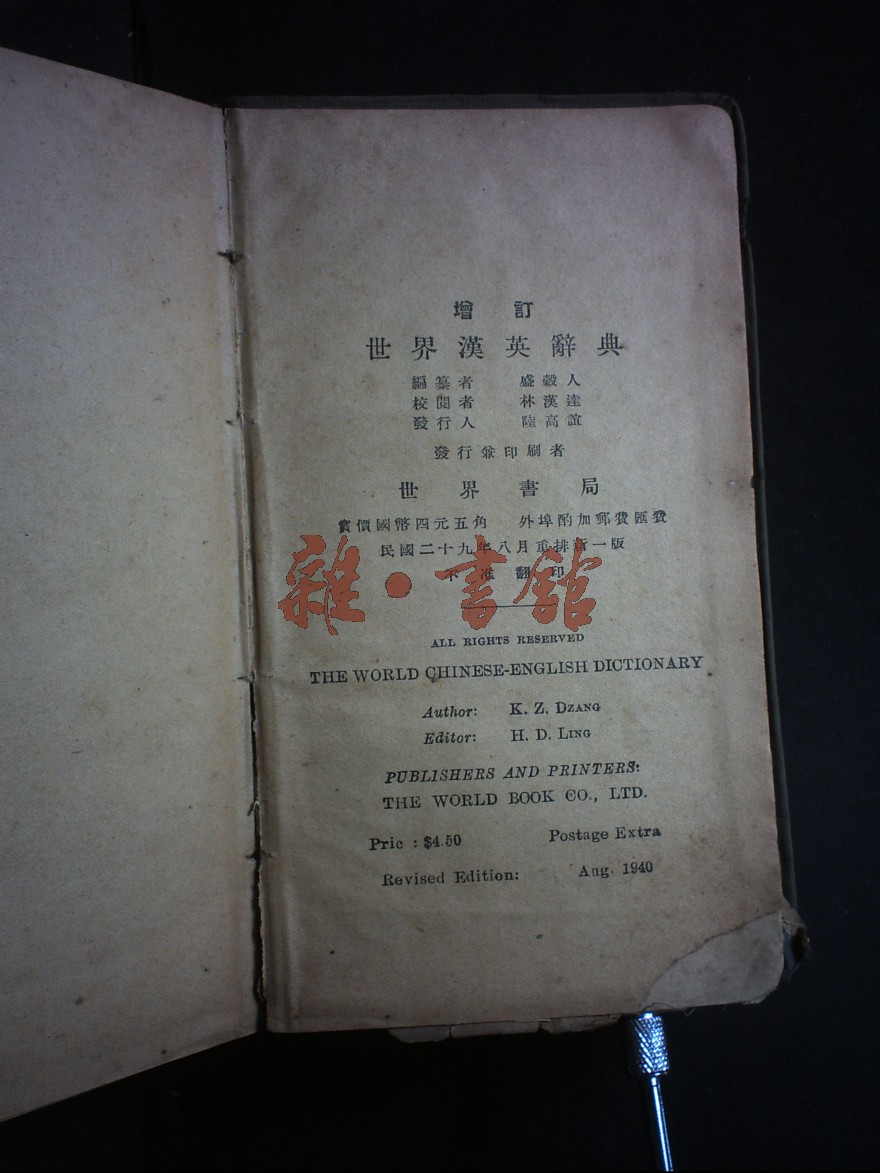 增訂
世界漢英辭典
編纂者 盛穀人
校閱者 林漢達
發行人 陸高誼
發行兼印刷者
世界書局
實價國幣四元五角 外埠酌加郵費匯費
民國二十九年八月重排新一版
不准翻印
雜·書館
ALL RIGHTS RESERVED
THE WORLD CHINESE-ENGLISH DICTIONARY
Author: K. Z. DZANG
Editor: H. D. LING
PUBLISHERS AND PRINTERS:
THE WORLD BOOK CO., LTD.
Pric : $4.50 Postage Extra
Revised Edition: Aug. 1940